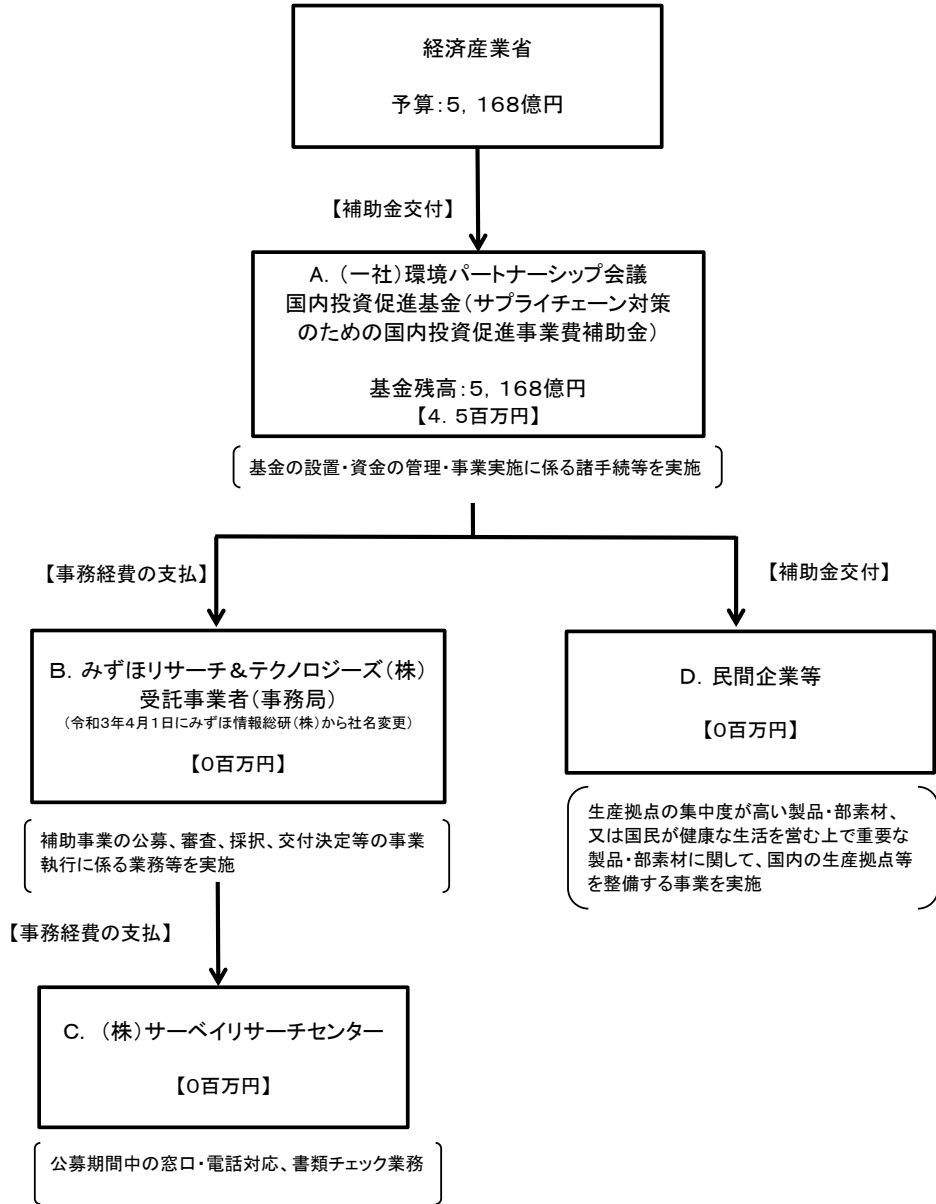 経済産業省
予算：５，１６８億円
【補助金交付】
Ａ．（一社）環境パートナーシップ会議
国内投資促進基金（サプライチェーン対策
のための国内投資促進事業費補助金）
基金残高：５，１６８億円
【４．５百万円】
基金の設置・資金の管理・事業実施に係る諸手続等を実施
【事務経費の支払】
【補助金交付】
Ｂ．みずほリサーチ＆テクノロジーズ（株）
受託事業者（事務局）
（令和３年４月１日にみずほ情報総研（株）から社名変更）
【０百万円】
Ｄ．民間企業等
【０百万円】
補助事業の公募、審査、採択、交付決定等の事業
執行に係る業務等を実施
生産拠点の集中度が高い製品・部素材、
又は国民が健康な生活を営む上で重要な
製品・部素材に関して、国内の生産拠点等
を整備する事業を実施
【事務経費の支払】
Ｃ．（株）サーベイリサーチセンター
【０百万円】
公募期間中の窓口・電話対応、書類チェック業務